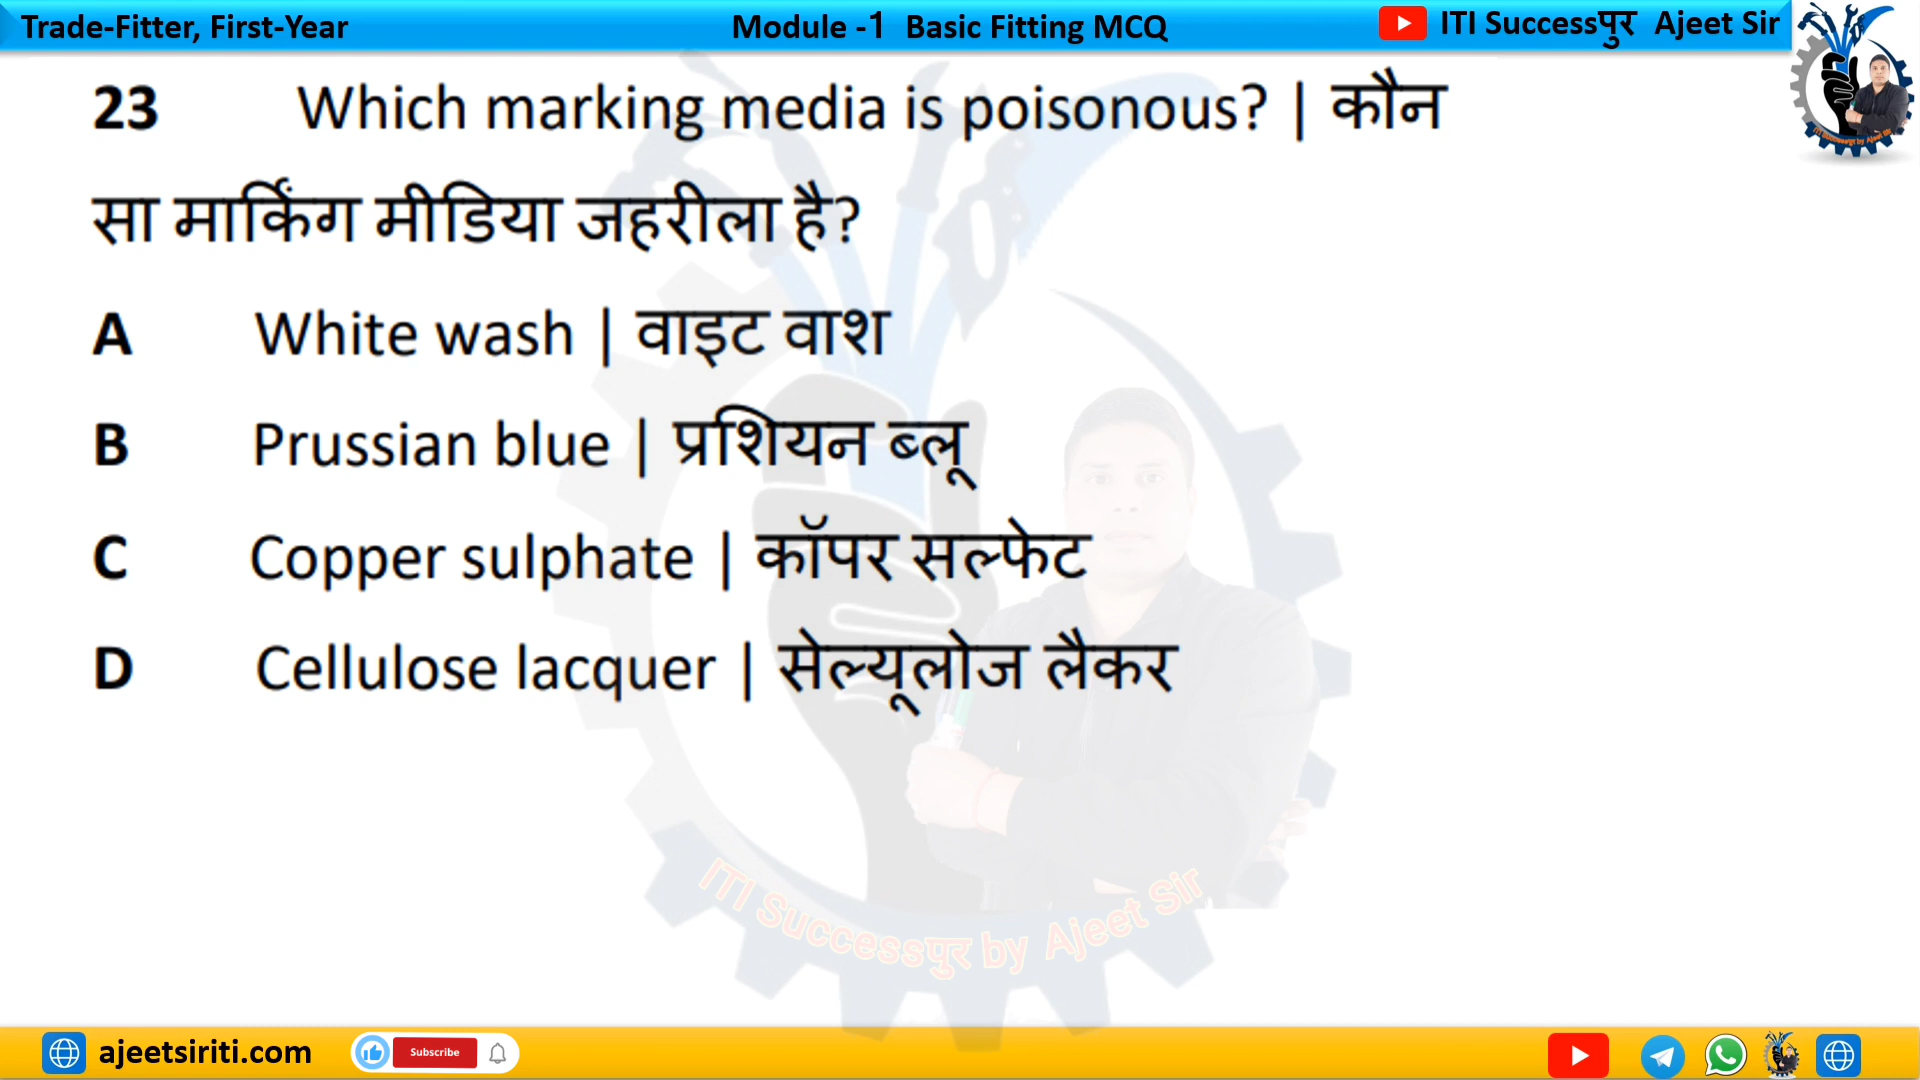 Trade-Fitter, First-Year Module -1 Basic Fitting MCQ ITI Successपुर Ajeet Sir
23 Which marking media is poisonous? | कौन
सा मार्किंग मीडिया जहरीला है?
A White wash | वाइट वाश
B Prussian blue | प्रशियन ब्लू
C Copper sulphate | कॉपर सल्फेट
D Cellulose lacquer | सेल्यूलोज लैकर
ITI Successपुर by Ajeet Sir
ajeetsiriti.com Subscribe